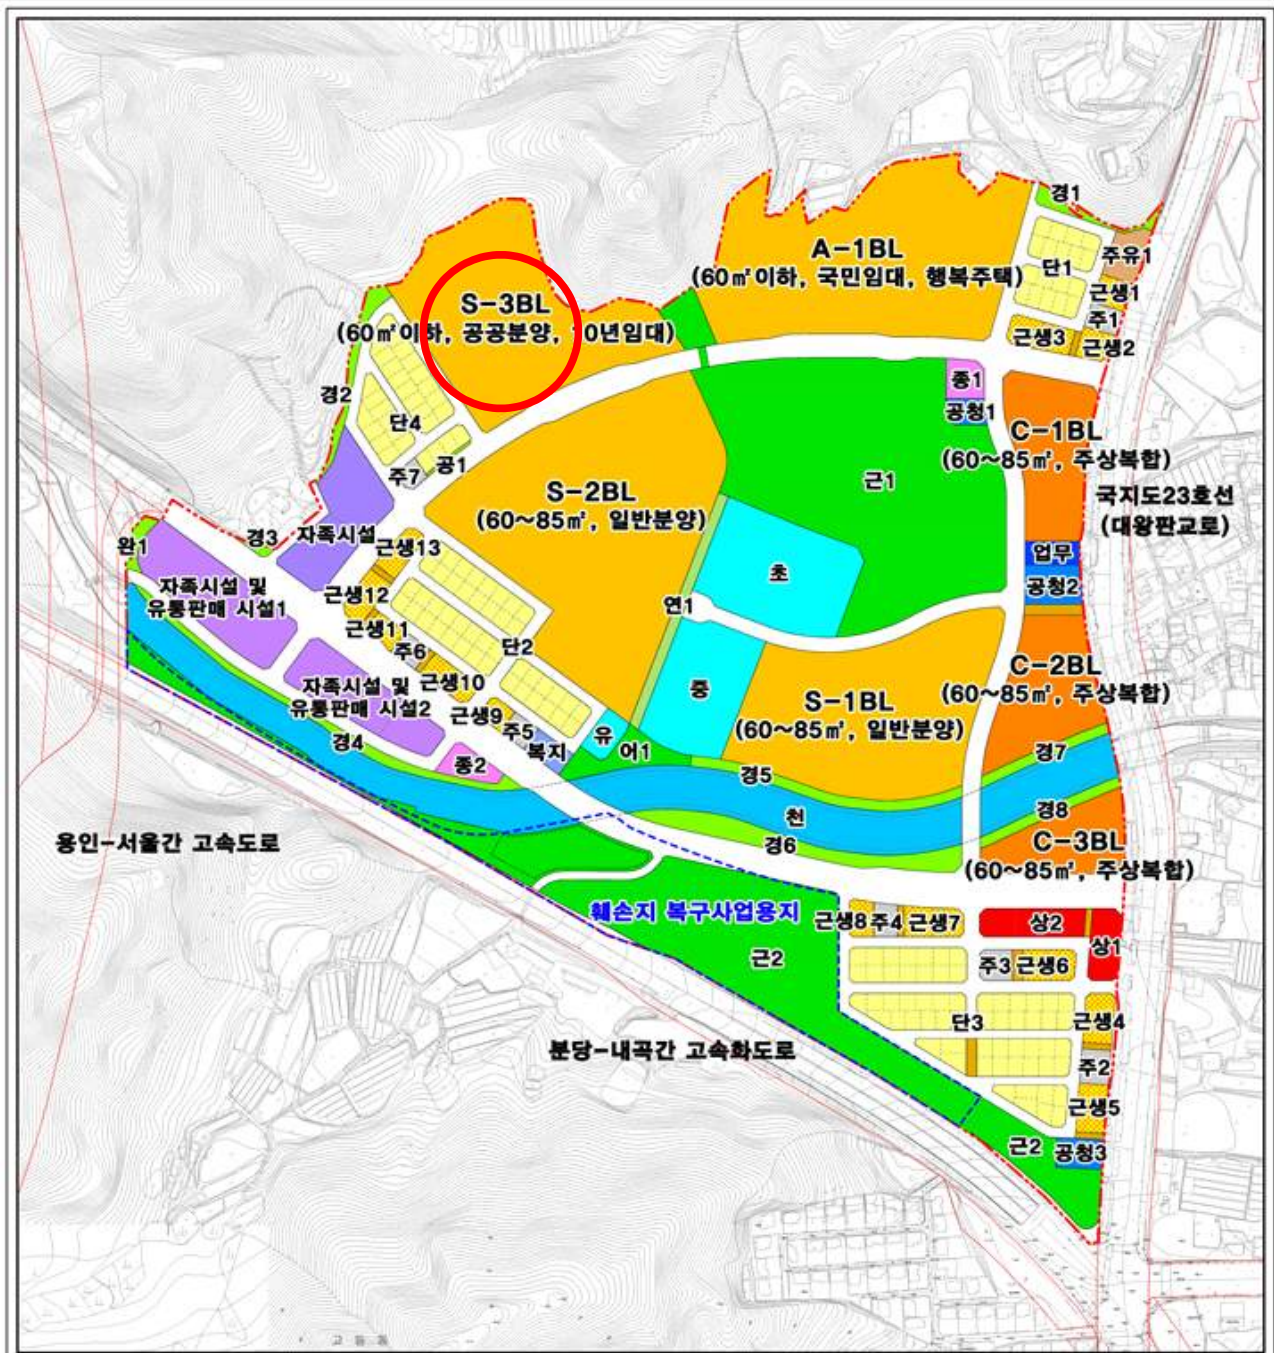 경1
A-1BL
(60㎡이하, 국민임대, 행복주택)
단1
주유1
근생1
주1
근생3
근생2
S-3BL
(60㎡이하, 공공분양, 10년임대)
경2
단4
공1
주7
종1
공청1
C-1BL
(60~85㎡, 주상복합)
근1
S-2BL
(60~85㎡, 일반분양)
국지도23호선
(대왕판교로)
완1
경3
자족시설
근생13
업무
공청2
초
자족시설 및
유통판매 시설1
근생12
근생11
주6
연1
단2
C-2BL
(60~85㎡, 주상복합)
자족시설 및
유통판매 시설2
근생10
중
S-1BL
(60~85㎡, 일반분양)
근생9
주5
복지
유
어1
경4
종2
경5
경7
천
경8
경6
C-3BL
(60~85㎡, 주상복합)
용인-서울간 고속도로
훼손지 복구사업용지
근생8
주4
근생7
상2
상1
근2
주3
근생6
단3
근생4
분당-내곡간 고속화도로
주2
근생5
근2
공청3
고등동